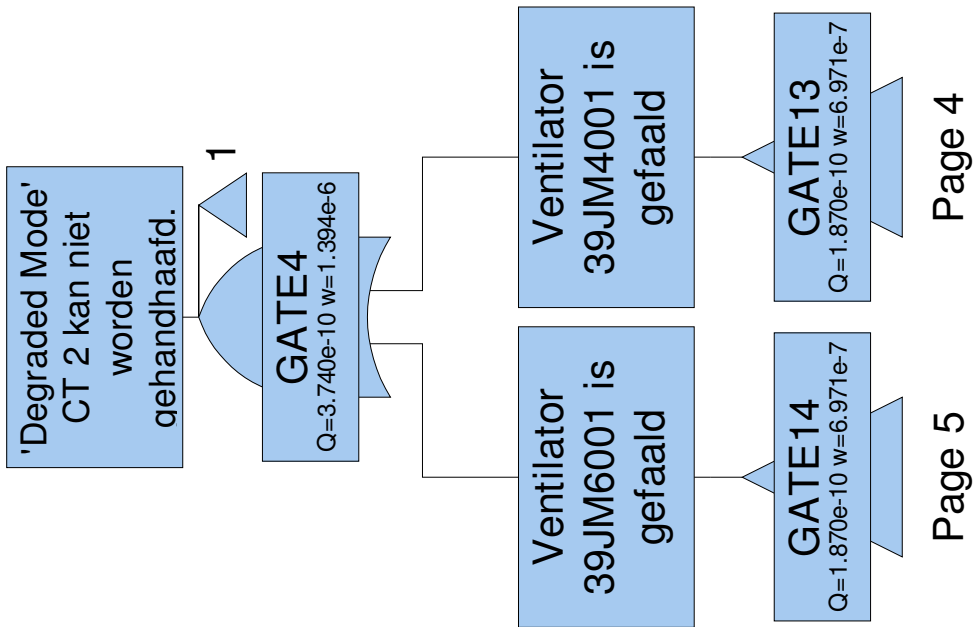 'Degraded Mode'
CT 2 kan niet
worden
gehandhaafd.
1
GATE4
Q=3.740e-10 w=1.394e-6
Ventilator
39JM6001 is
gefaald
Ventilator
39JM4001 is
gefaald
GATE14
Q=1.870e-10 w=6.971e-7
GATE13
Q=1.870e-10 w=6.971e-7
Page 5
Page 4